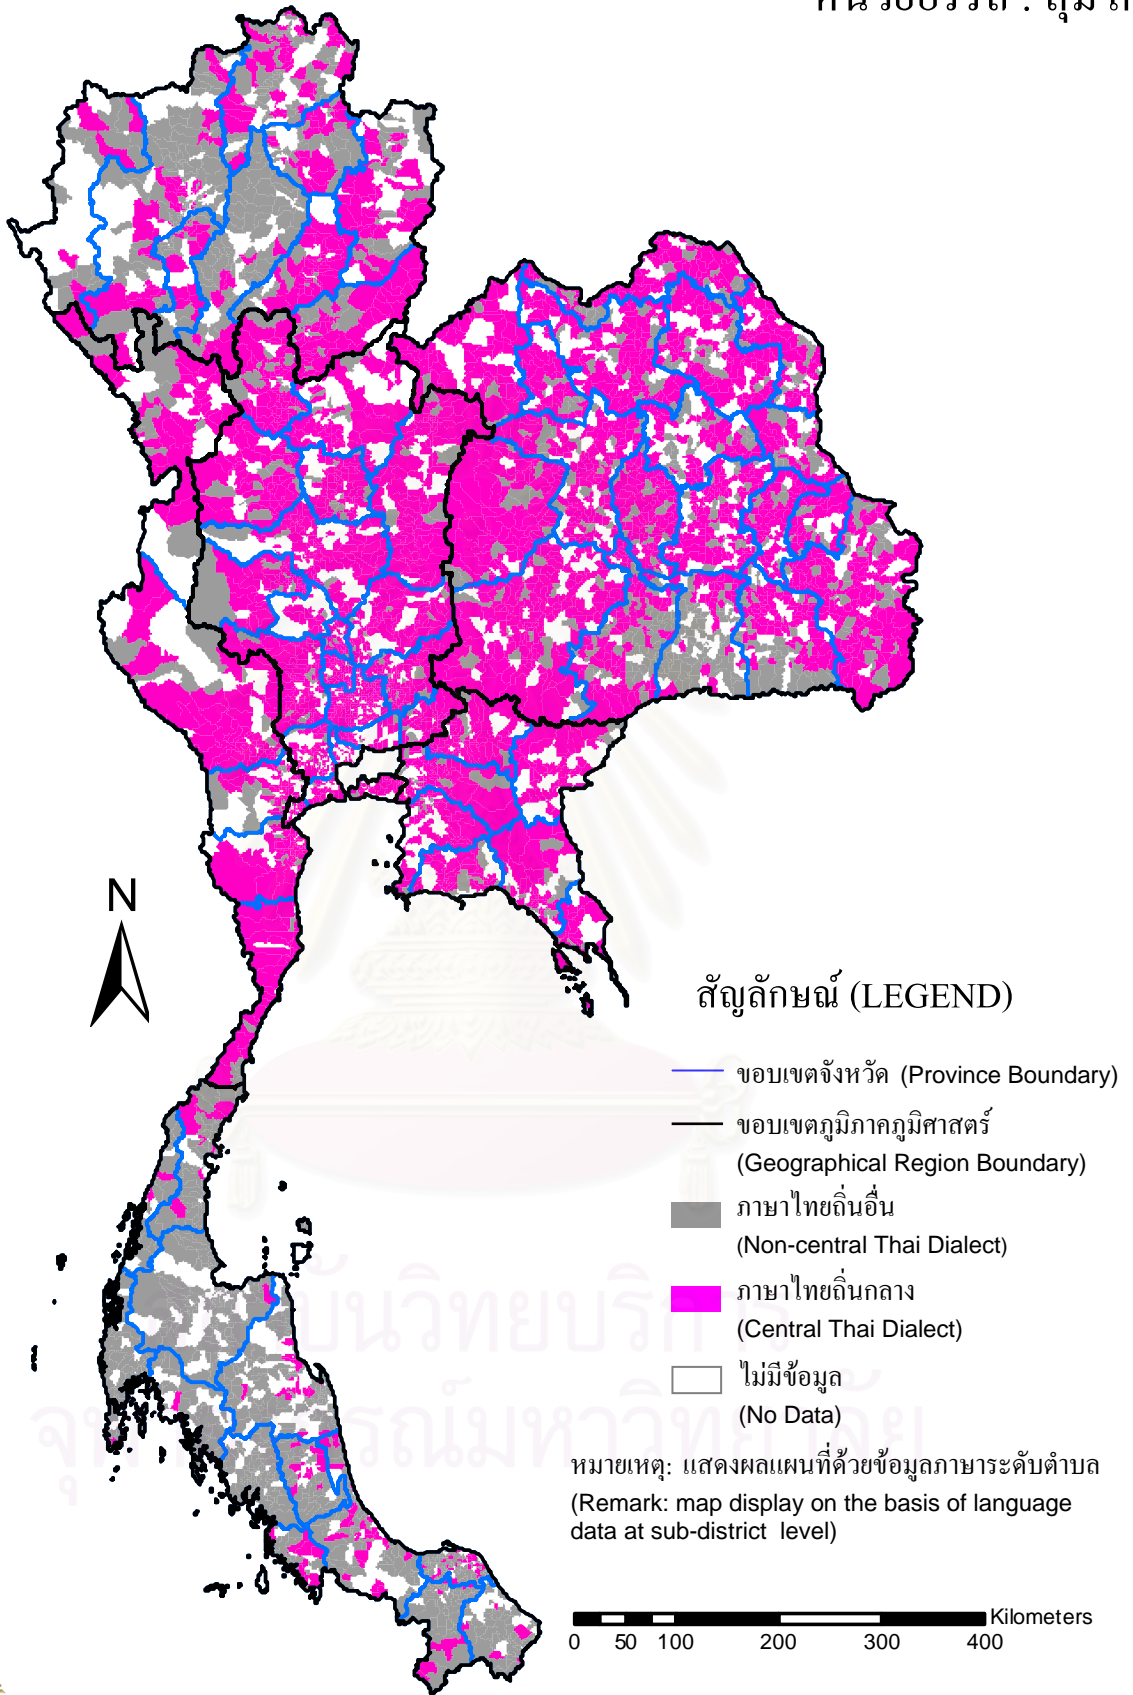 N
สัญลักษณ์ (LEGEND)
ขอบเขตจังหวัด (Province Boundary)
ขอบเขตภูมิภาคภูมิศาสตร์
(Geographical Region Boundary)
ภาษาไทยถิ่นอื่น
(Non-central Thai Dialect)
ภาษาไทยถิ่นกลาง
(Central Thai Dialect)
ไม่มีข้อมูล
(No Data)
หมายเหตุ: แสดงผลแผนที่ด้วยข้อมูลภาษาระดับตำบล
(Remark: map display on the basis of language
data at sub-district level)
Kilometers
0 50 100 200 300 400